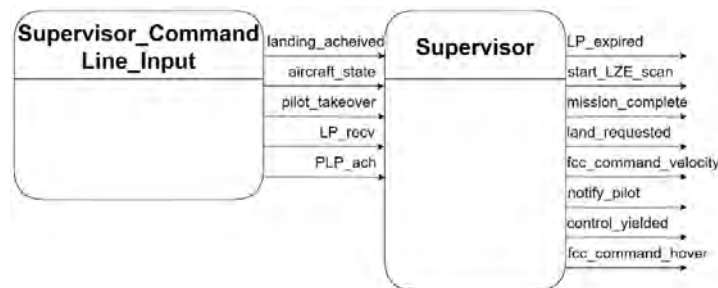 Supervisor_Command
Line_Input
landing_acheived
aircraft_state
pilot_takeover
LP_recv
PLP_ach
Supervisor
LP_expired
start_LZE_scan
mission_complete
land_requested
fcc_command_velocity
notify_pilot
control_yielded
fcc_command_hover